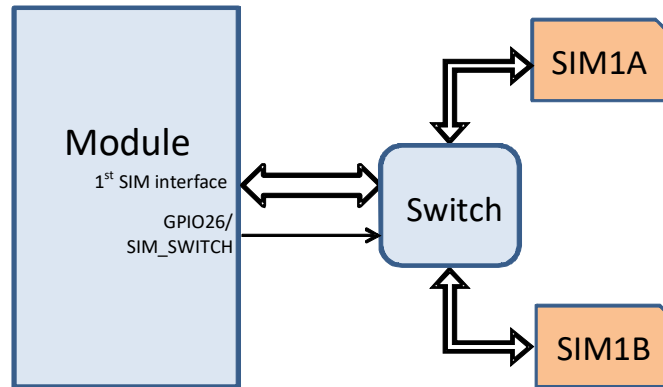 Module
1st SIM interface
GPIO26/
SIM_SWITCH
Switch
SIM1A
SIM1B